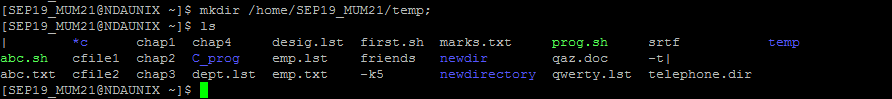 [SEP19_MUM21@NDAUNIX ~]$ mkdir /home/SEP19_MUM21/temp;
[SEP19_MUM21@NDAUNIX ~]$ ls
| *c chap1 chap4 desig.lst first.sh marks.txt prog.sh srtf temp
abc.sh cfile1 chap2 C_prog emp.lst friends newdir qaz.doc -t|
abc.txt cfile2 chap3 dept.lst emp.txt -k5 newdirectory qwerty.lst telephone.dir
[SEP19_MUM21@NDAUNIX ~]$